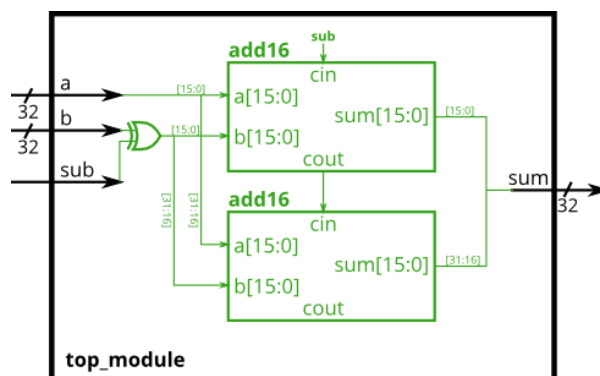 sub
add16
cin
a
[15:0]
a[15:0]
32
sum[15:0]
[15:0]
b
[15:0]
b[15:0]
32
cout
sub
[31:16]
[31:16]
add16
sum
32
cin
a[15:0]
sum[15:0]
[31:16]
b[15:0]
cout
top_module